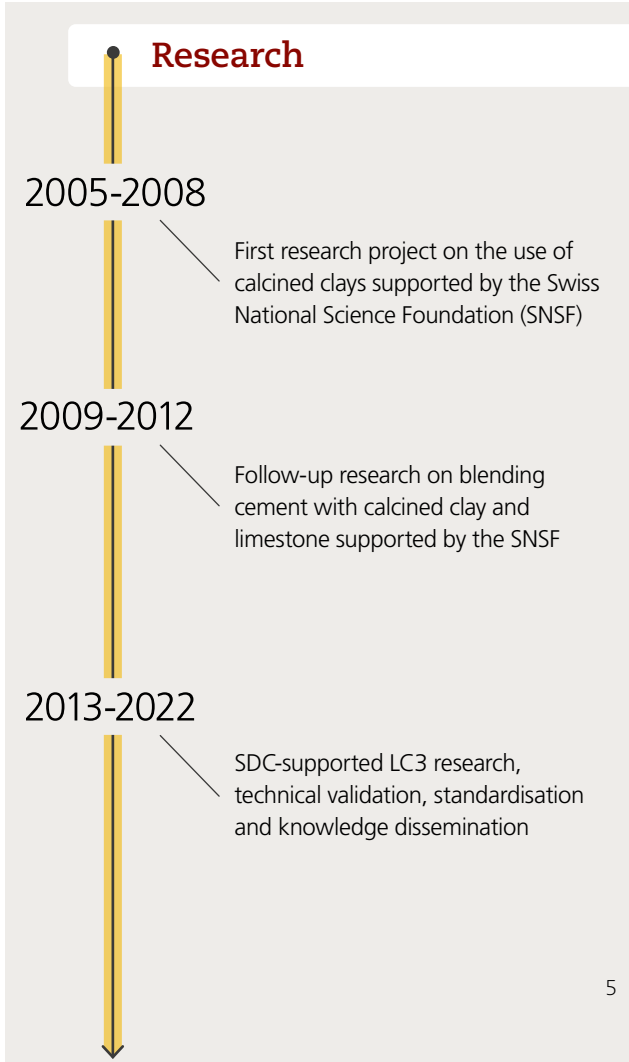 Research
2005-2008
First research project on the use of
calcined clays supported by the Swiss
National Science Foundation (SNSF)
2009-2012
Follow-up research on blending
cement with calcined clay and
limestone supported by the SNSF
2013-2022
SDC-supported LC3 research,
technical validation, standardisation
and knowledge dissemination
5